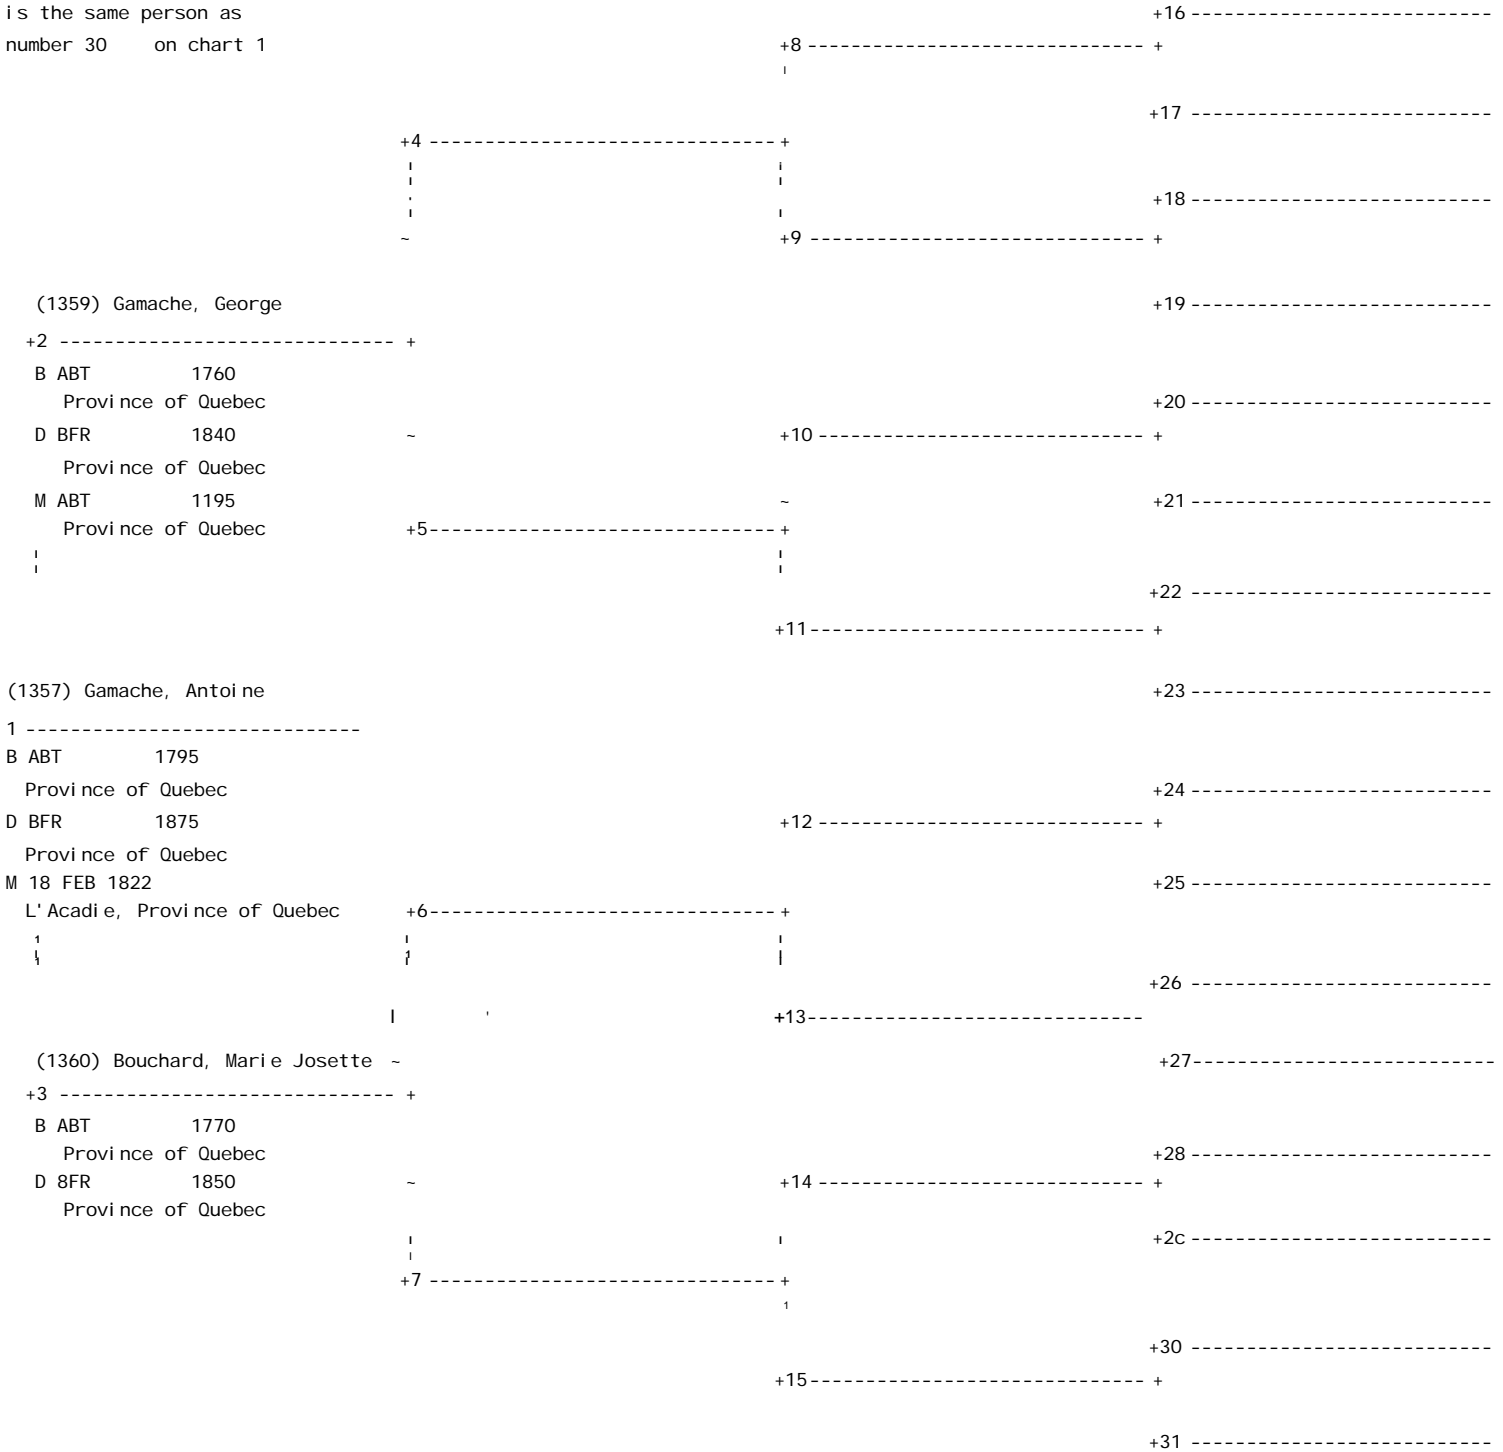 is the same person as
+16 ---------------------------
number 30    on chart 1
+8 ------------------------------- +
+17 ---------------------------
+4 ------------------------------- +
+18 ---------------------------
~
+9 ------------------------------ +
(1359) Gamache, George
+19 ---------------------------
+2 ------------------------------ +
B ABT 1760
Province of Quebec
+20 ---------------------------
D BFR 1840
~
+10 ----------------------------- +
Province of Quebec
M ABT 1195
~
+21 ---------------------------
Province of Quebec
+5------------------------------- +
+22 ---------------------------
+11------------------------------ +
(1357) Gamache, Antoine
+23 ---------------------------
1 ------------------------------
B ABT 1795
Province of Quebec
+24 ---------------------------
D BFR 1875
+12 ----------------------------- +
Province of Quebec
M 18 FEB 1822
+25 ---------------------------
L'Acadie, Province of Quebec
+6------------------------------- +
+26 ---------------------------
+13------------------------------
(1360) Bouchard, Marie Josette ~
+27---------------------------
+3 ------------------------------ +
B ABT 1770
Province of Quebec
+28 ---------------------------
D 8FR 1850
~
+14 ----------------------------- +
Province of Quebec
+2c ---------------------------
+7 ------------------------------- +
+30 ---------------------------
+15------------------------------ +
+31 ---------------------------